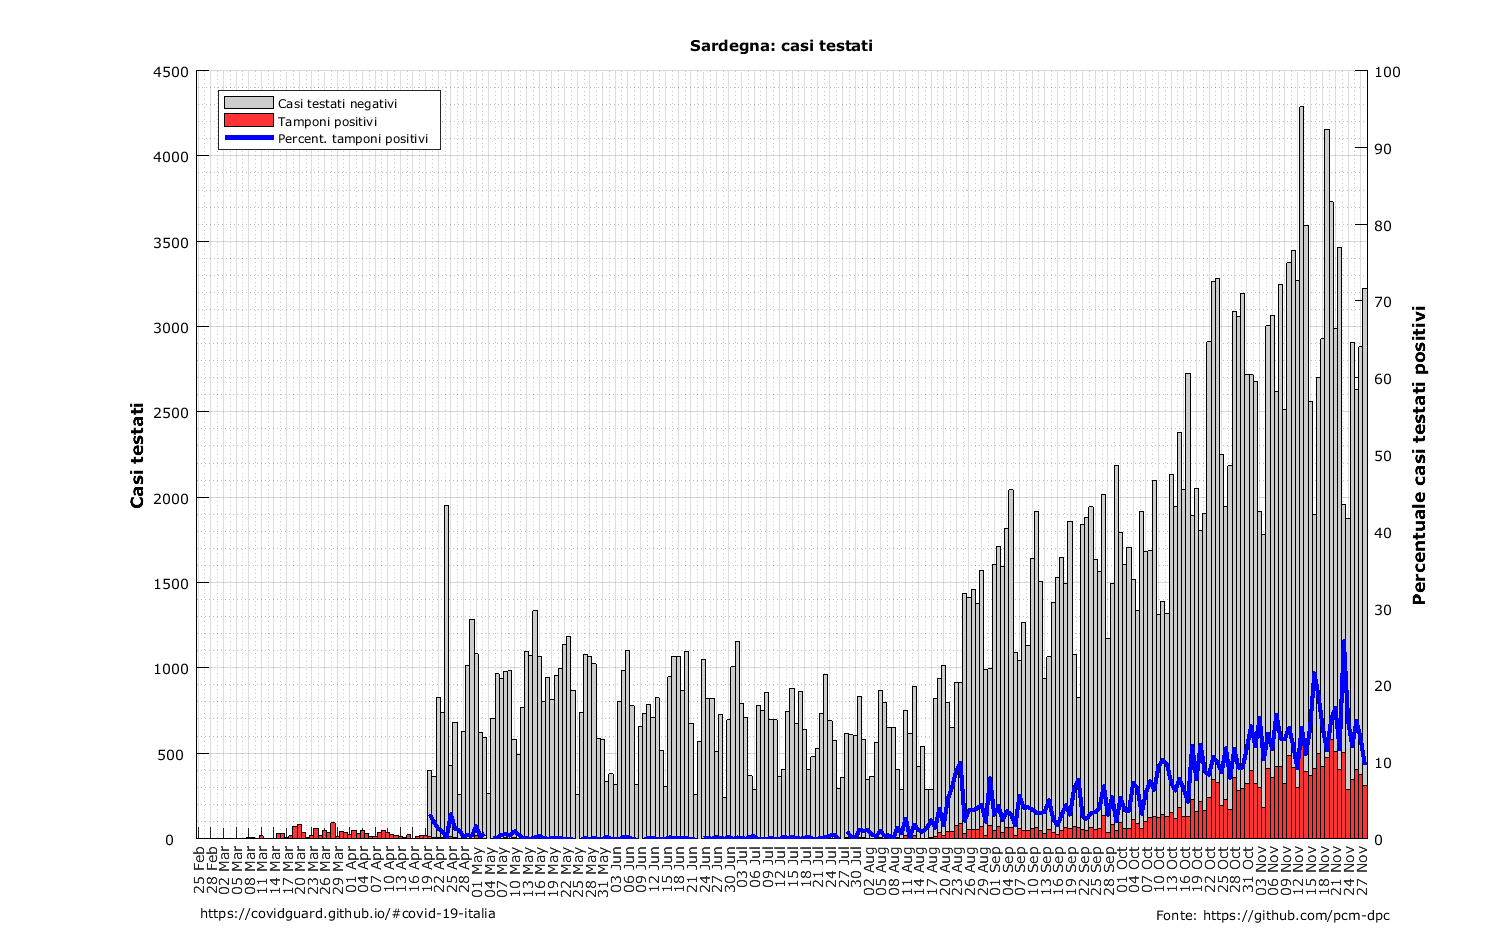 Sardegna: casi testati
4500
4000
3500
3000
2500
2000
1500
1000
500
0
100
90
80
70
60
50
40
30
20
10
0
Casi testati negativi
Tamponi positivi
Percent. tamponi positivi
Casi testati
Percentuale casi testati positivi
25 Feb
28 Feb
02 Mar
05 Mar
08 Mar
11 Mar
14 Mar
17 Mar
20 Mar
23 Mar
26 Mar
29 Mar
01 Apr
04 Apr
07 Apr
10 Apr
13 Apr
16 Apr
19 Apr
22 Apr
25 Apr
28 Apr
01 May
04 May
07 May
10 May
13 May
16 May
19 May
22 May
25 May
28 May
31 May
03 Jun
06 Jun
09 Jun
12 Jun
15 Jun
18 Jun
21 Jun
24 Jun
27 Jun
30 Jun
03 Jul
06 Jul
09 Jul
12 Jul
15 Jul
18 Jul
21 Jul
24 Jul
27 Jul
30 Jul
02 Aug
05 Aug
08 Aug
11 Aug
14 Aug
17 Aug
20 Aug
23 Aug
26 Aug
29 Aug
01 Sep
04 Sep
07 Sep
10 Sep
13 Sep
16 Sep
19 Sep
22 Sep
25 Sep
28 Sep
01 Oct
04 Oct
07 Oct
10 Oct
13 Oct
16 Oct
19 Oct
22 Oct
25 Oct
28 Oct
31 Oct
03 Nov
06 Nov
09 Nov
12 Nov
15 Nov
18 Nov
21 Nov
24 Nov
27 Nov
https://covidguard.github.io/#covid-19-italia
Fonte: https://github.com/pcm-dpc